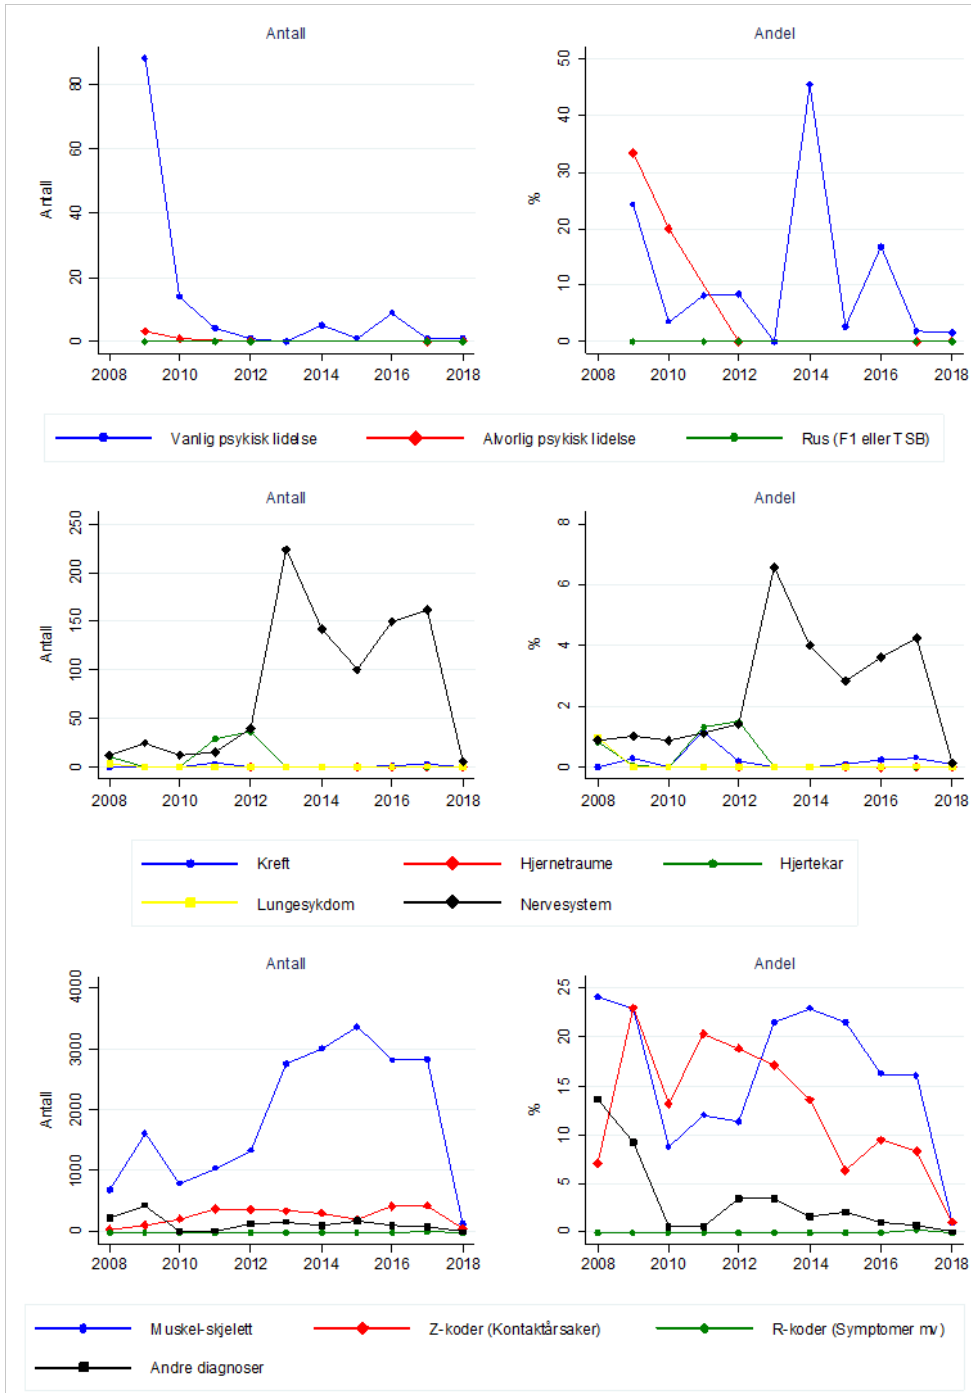 Antall
Andel
Antall
0 20 40 60 80
2008 2010 2012 2014 2016 2018
%
0 10 20 30 40 50
2008 2010 2012 2014 2016 2018
Vanlig psykisk lidelse Alvorlig psykisk lidelse Rus (F1 eller TSB)
Antall
Andel
Antall
0 50 100 150 200 250
2008 2010 2012 2014 2016 2018
%
0 2 4 6 8
2008 2010 2012 2014 2016 2018
Kreft Hjernetraume Hjertekar
Lungesykdom Nervesystem
Antall
Andel
Antall
0 1000 2000 3000 4000
2008 2010 2012 2014 2016 2018
%
0 5 10 15 20 25
2008 2010 2012 2014 2016 2018
Muskel-skjelett Z-koder (Kontaktårsaker) R-koder (Symptomer mv)
Andre diagnoser